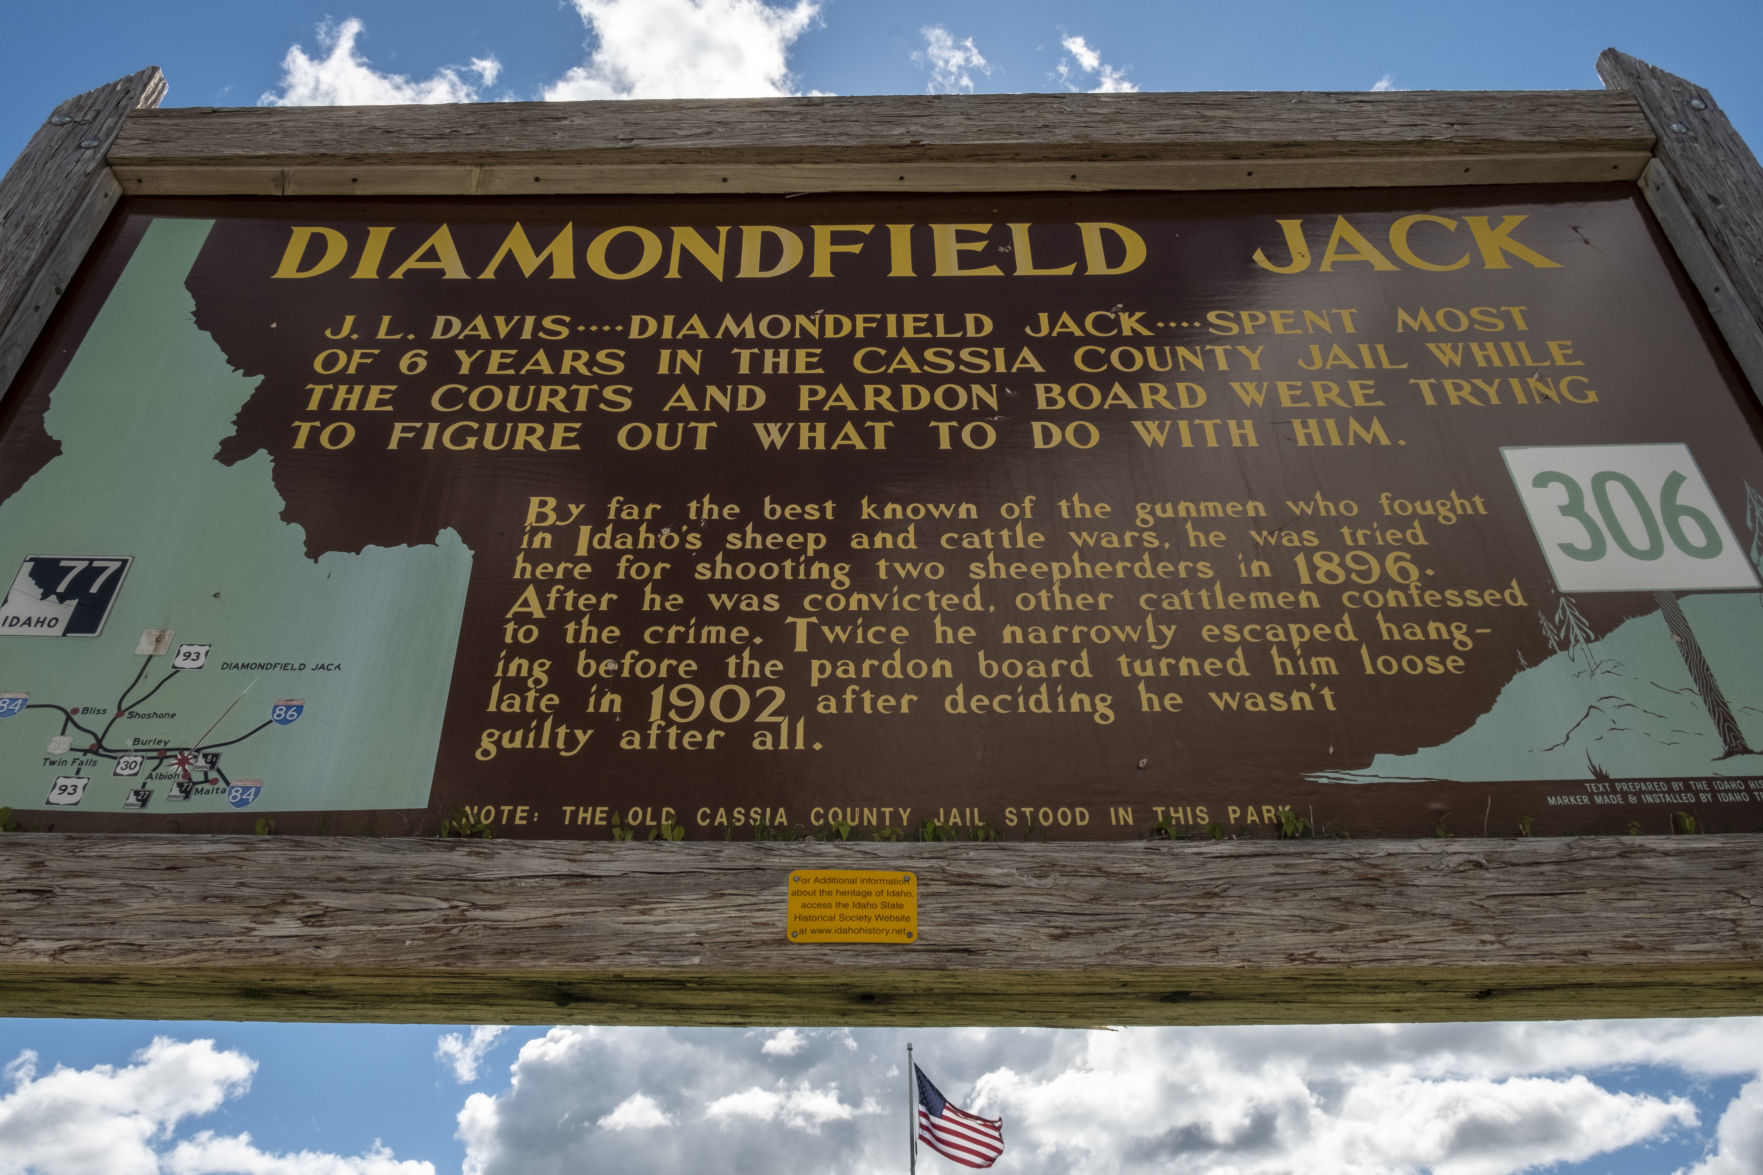 DIAMONDFIELD JACK
J. L. DAVIS····DIAMONDFIELD JACK····SPENT MOST
OF 6 YEARS IN THE CASSIA COUNTY JAIL WHILE
THE COURTS AND PARDON BOARD WERE TRYING
TO FIGURE OUT WHAT TO DO WITH HIM.
By far the best known of the gunmen who fought
in Idaho's sheep and cattle wars, he was tried
here for shooting two sheepherders in 1896.
After he was convicted, other cattlemen confessed
to the crime. Twice he narrowly escaped hang-
ing before the pardon board turned him loose
late in 1902 after deciding he wasn't
guilty after all.
NOTE: THE OLD CASSIA COUNTY JAIL STOOD IN THIS PARK
306
TEXT PREPARED BY THE IDAHO
MARKER MADE & INSTALLED BY IDAHO
77
IDAHO
93
DIAMONDFIELD JACK
84
Bliss
Shoshone
86
30
Burley
Twin Falls
30
Albion
93
27
77
Malta
84
For Additional information
about the heritage of Idaho,
access the Idaho State
Historical Society Website
at www.idahohistory.net